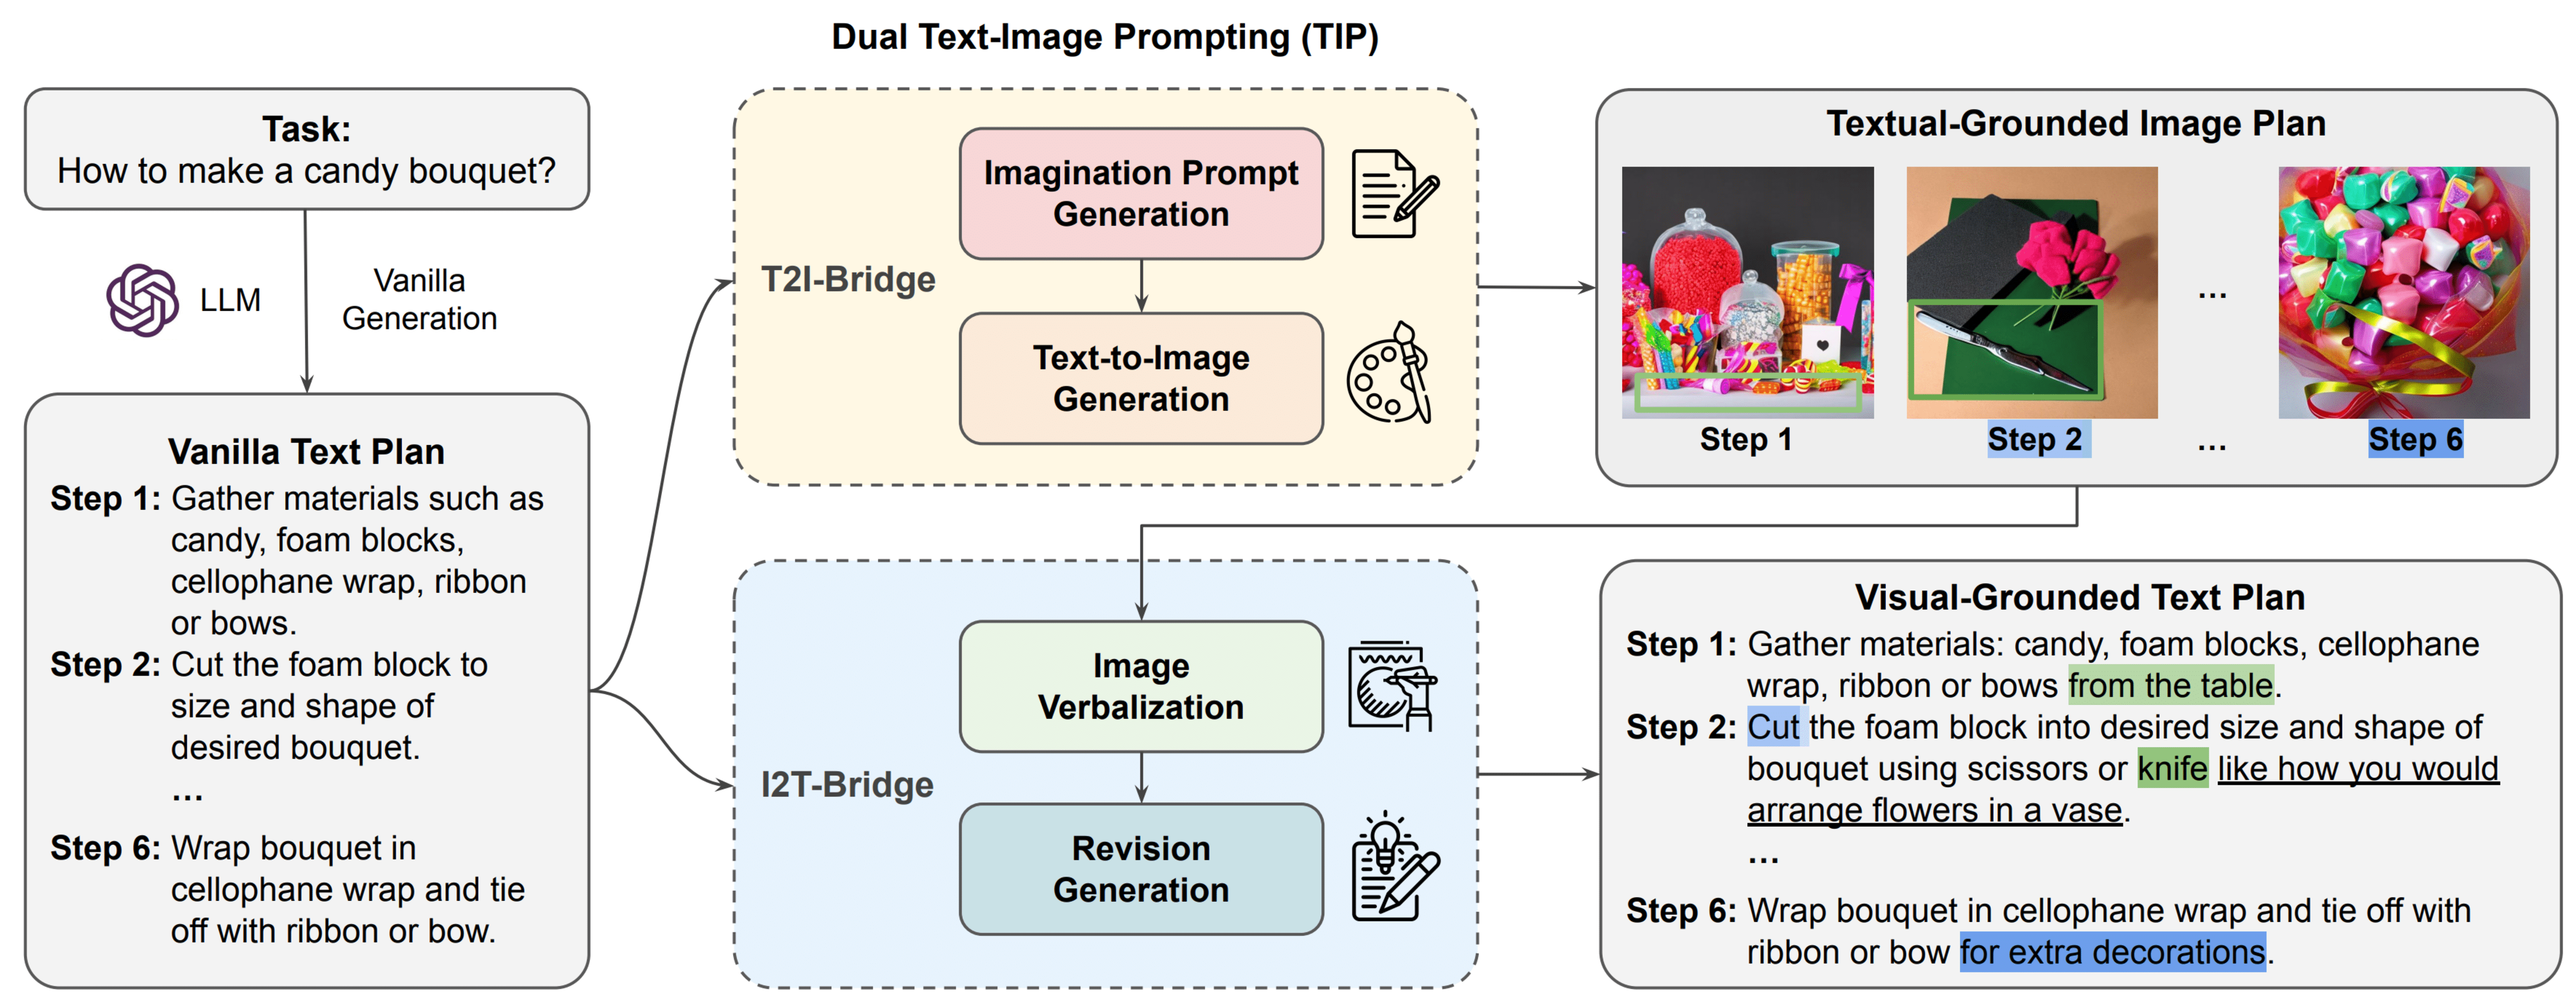 Dual Text-Image Prompting (TIP)
Task:
How to make a candy bouquet?
LLM
Vanilla
Generation
Vanilla Text Plan
Step 1: Gather materials such as
candy, foam blocks,
cellophane wrap, ribbon
or bows.
Step 2: Cut the foam block to
size and shape of
desired bouquet.
...
Step 6: Wrap bouquet in
cellophane wrap and tie
off with ribbon or bow.
T2I-Bridge
Imagination Prompt
Generation
Text-to-Image
Generation
Textual-Grounded Image Plan
...
Step 1
Step 2
...
Step 6
I2T-Bridge
Image
Verbalization
Revision
Generation
Visual-Grounded Text Plan
Step 1: Gather materials: candy, foam blocks, cellophane
wrap, ribbon or bows from the table.
Step 2: Cut the foam block into desired size and shape of
bouquet using scissors or knife like how you would
arrange flowers in a vase.
...
Step 6: Wrap bouquet in cellophane wrap and tie off with
ribbon or bow for extra decorations.